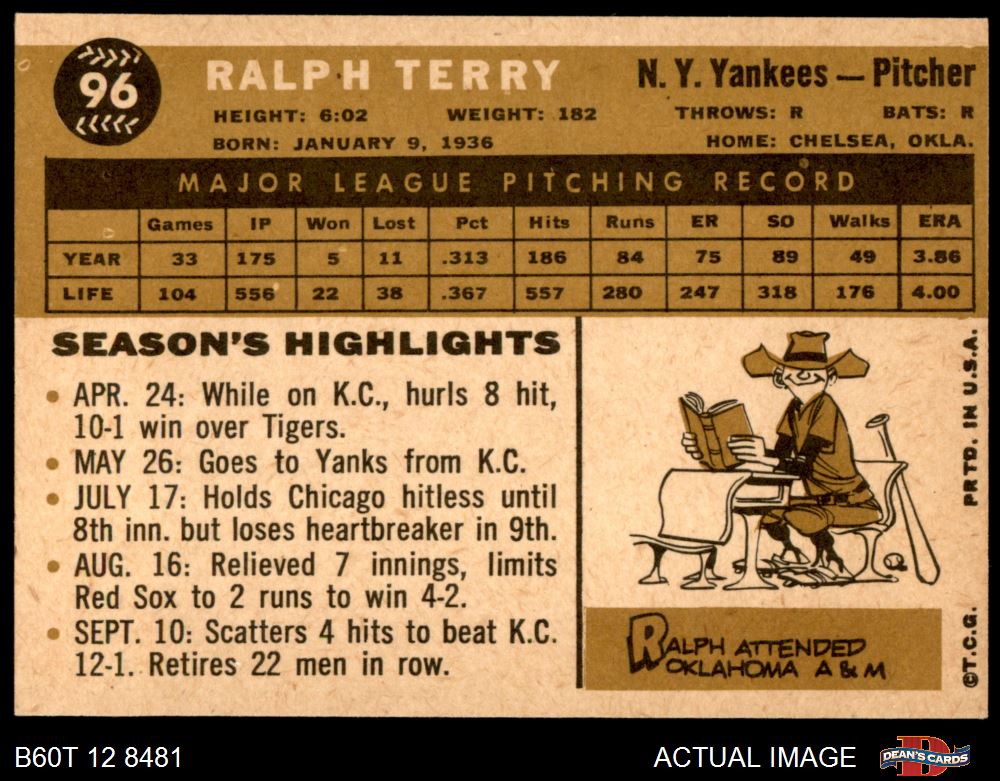 96
RALPH TERRY
N. Y. Yankees — Pitcher
HEIGHT: 6:02 WEIGHT: 182 THROWS: R BATS: R
BORN: JANUARY 9, 1936 HOME: CHELSEA, OKLA.
MAJOR LEAGUE PITCHING RECORD
Games IP Won Lost Pct Hits Runs ER SO Walks ERA
YEAR 33 175 5 11 .313 186 84 75 89 49 3.86
LIFE 104 556 22 38 .367 557 280 247 318 176 4.00
SEASON'S HIGHLIGHTS
• APR. 24: While on K.C., hurls 8 hit,
10-1 win over Tigers.
• MAY 26: Goes to Yanks from K.C.
• JULY 17: Holds Chicago hitless until
8th inn. but loses heartbreaker in 9th.
• AUG. 16: Relieved 7 innings, limits
Red Sox to 2 runs to win 4-2.
• SEPT. 10: Scatters 4 hits to beat K.C.
12-1. Retires 22 men in row.
RALPH ATTENDED
OKLAHOMA A & M
©T.C.G. PRTD. IN U.S.A.
B60T 12 8481
ACTUAL IMAGE
DEAN'S CARDS